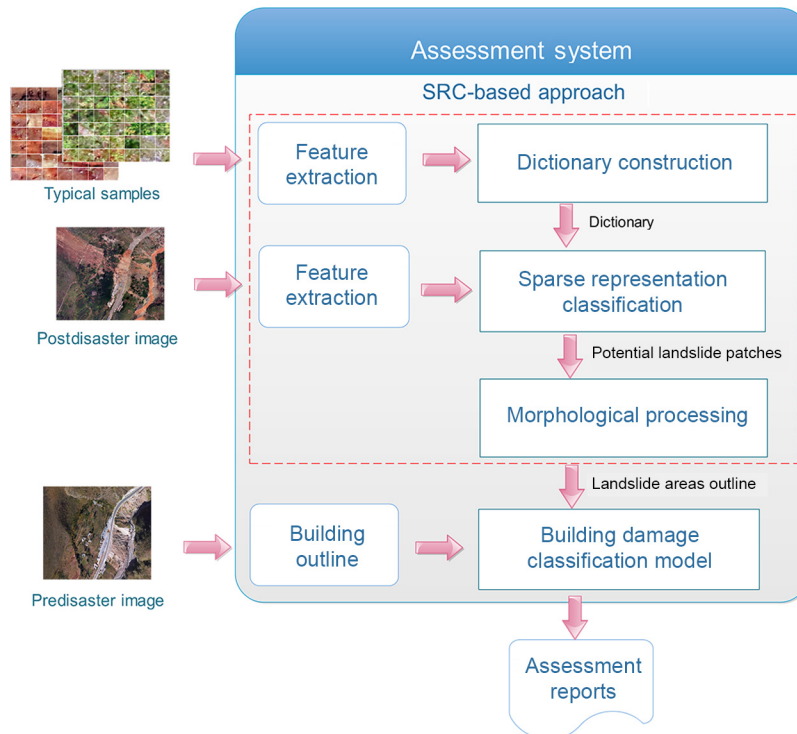 Assessment system
SRC-based approach
Feature
extraction
Dictionary construction
Typical samples
Dictionary
Feature
extraction
Sparse representation
classification
Postdisaster image
Potential landslide patches
Morphological processing
Landslide areas outline
Building
outline
Building damage
classification model
Predisaster image
Assessment
reports